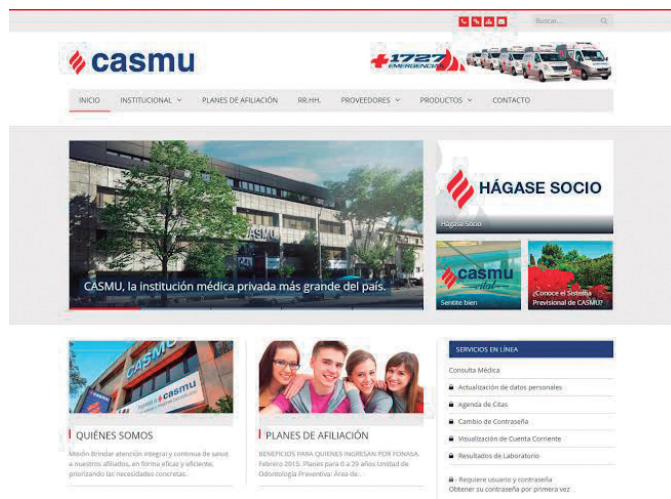 Buscar...
casmu
1727
EMERGENCIA
INICIO INSTITUCIONAL PLANES DE AFILIACIÓN RR.HH. PROVEEDORES PRODUCTOS CONTACTO
CASMU
CASMU, la institución médica privada más grande del país.
HÁGASE SOCIO
Hágase Socio
casmu
vital
Sentite bien
¿Conoce el Sistema
Previsional de CASMU?
CASMU
casmu
QUIÉNES SOMOS
Misión Brindar atención integral y continua de salud
a nuestros afiliados, en forma eficaz y eficiente,
priorizando las necesidades concretas.
PLANES DE AFILIACIÓN
BENEFICIOS PARA QUIENES INGRESAN POR FONASA.
Febrero 2015. Planes para 0 a 29 años Unidad de
Odontología Preventiva: Área de...
SERVICIOS EN LÍNEA
Consulta Médica
Actualización de datos personales
Agenda de Citas
Cambio de Contraseña
Visualización de Cuenta Corriente
Resultados de Laboratorio
- Requiere usuario y contraseña
Obtener su contraseña por primera vez